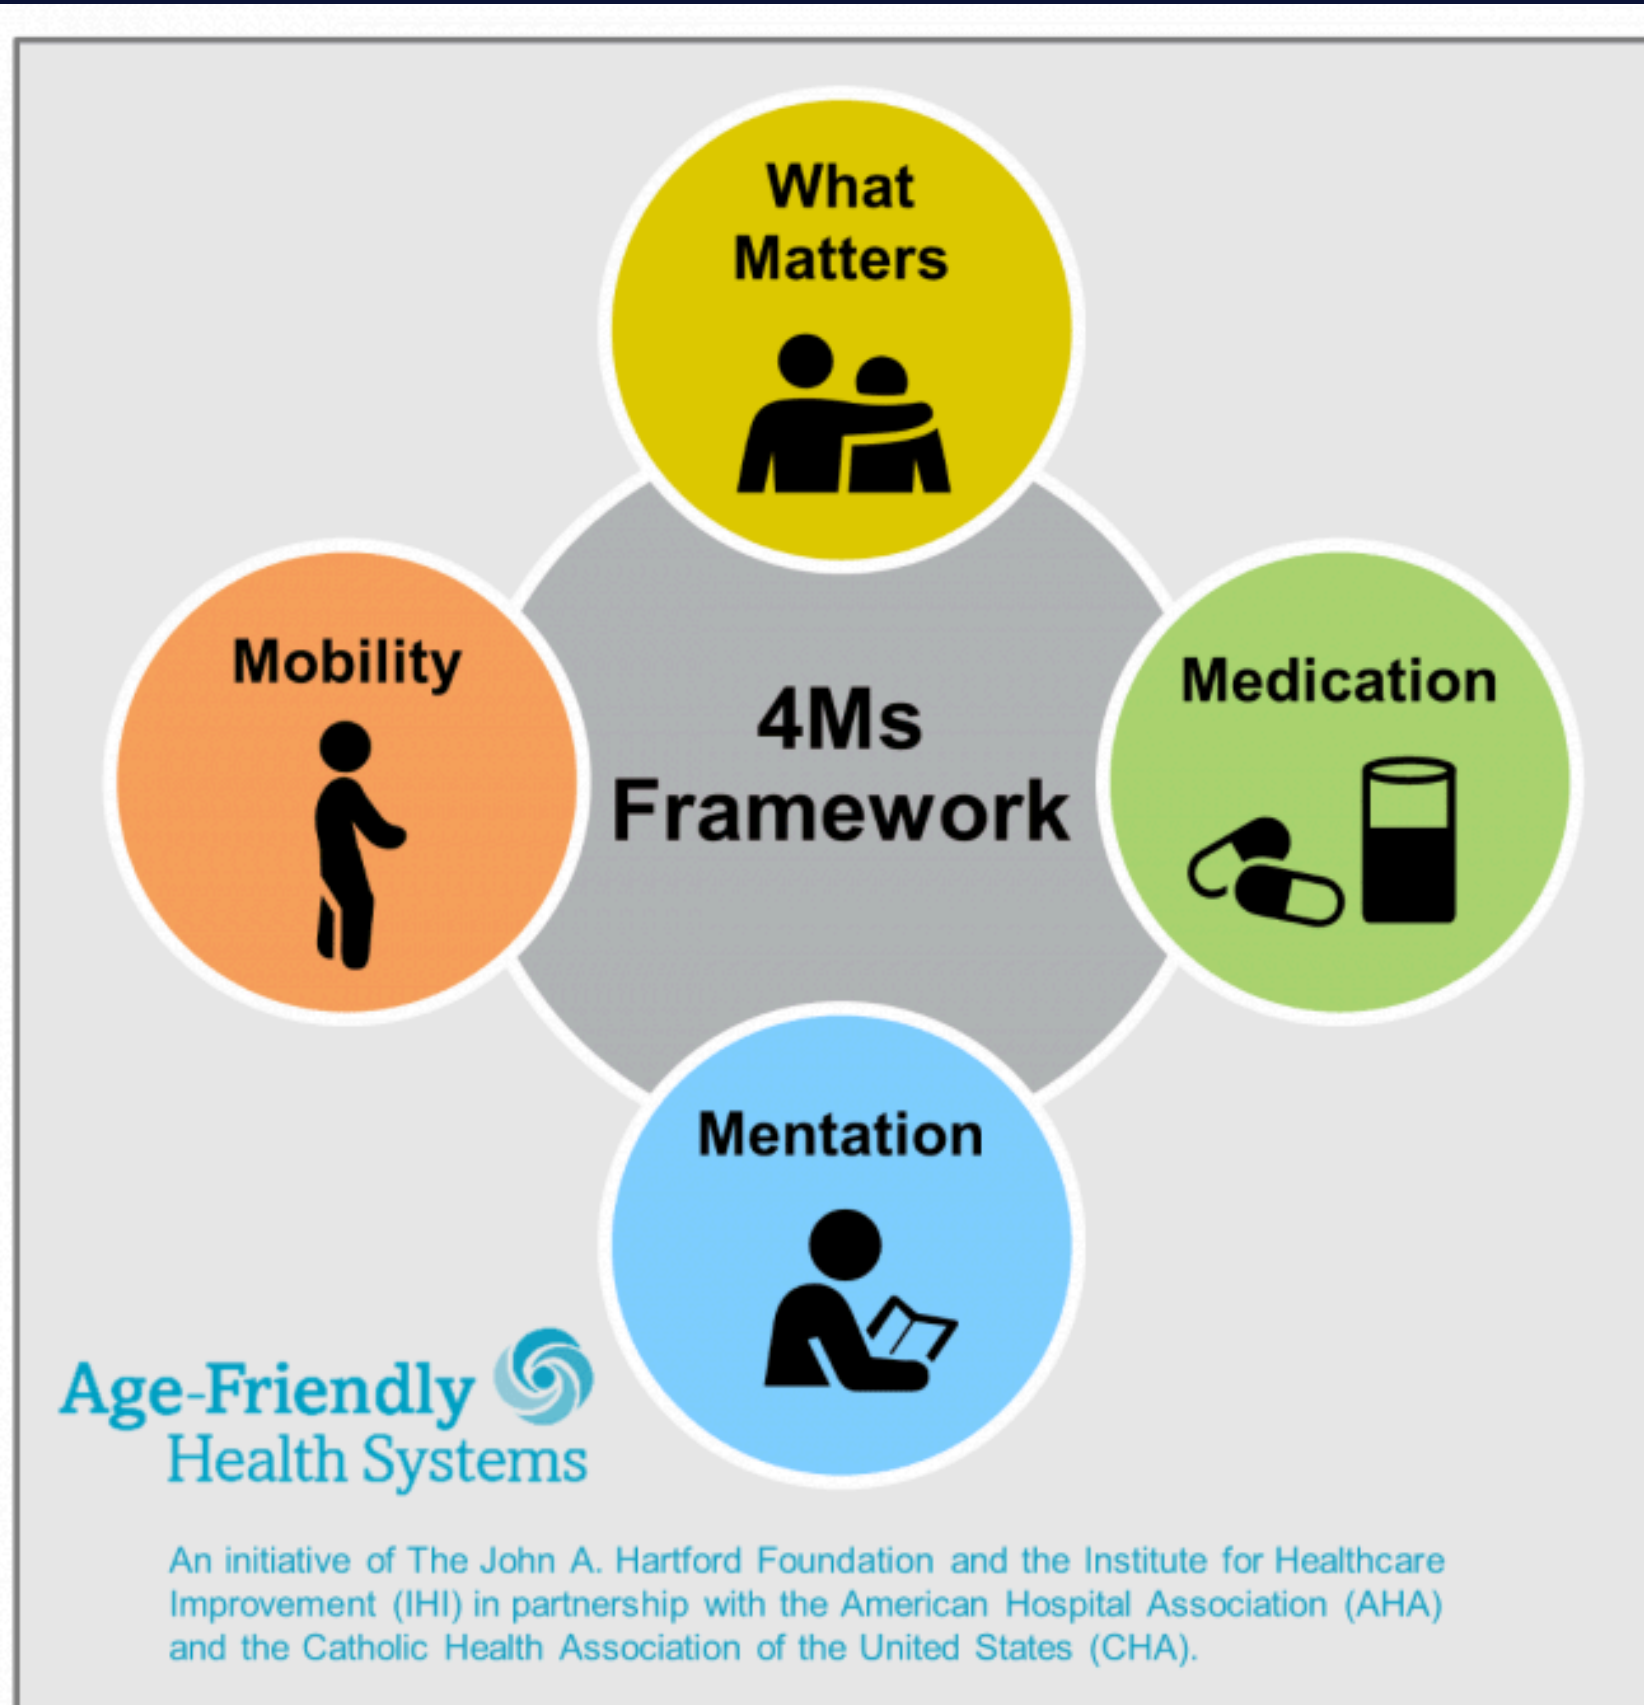 What
Matters
Mobility
4Ms
Framework
Medication
Mentation
Age-Friendly
Health Systems
An initiative of The John A. Hartford Foundation and the Institute for Healthcare
Improvement (IHI) in partnership with the American Hospital Association (AHA)
and the Catholic Health Association of the United States (CHA).